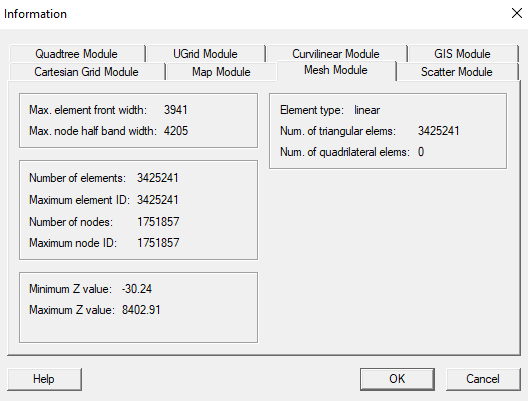 Information
Quadtree Module UGrid Module Curvilinear Module GIS Module
Cartesian Grid Module Map Module Mesh Module Scatter Module
Max. element front width: 3941
Max. node half band width: 4205
Number of elements: 3425241
Maximum element ID: 3425241
Number of nodes: 1751857
Maximum node ID: 1751857
Minimum Z value: -30.24
Maximum Z value: 8402.91
Element type: linear
Num. of triangular elems: 3425241
Num. of quadrilateral elems: 0
Help OK Cancel